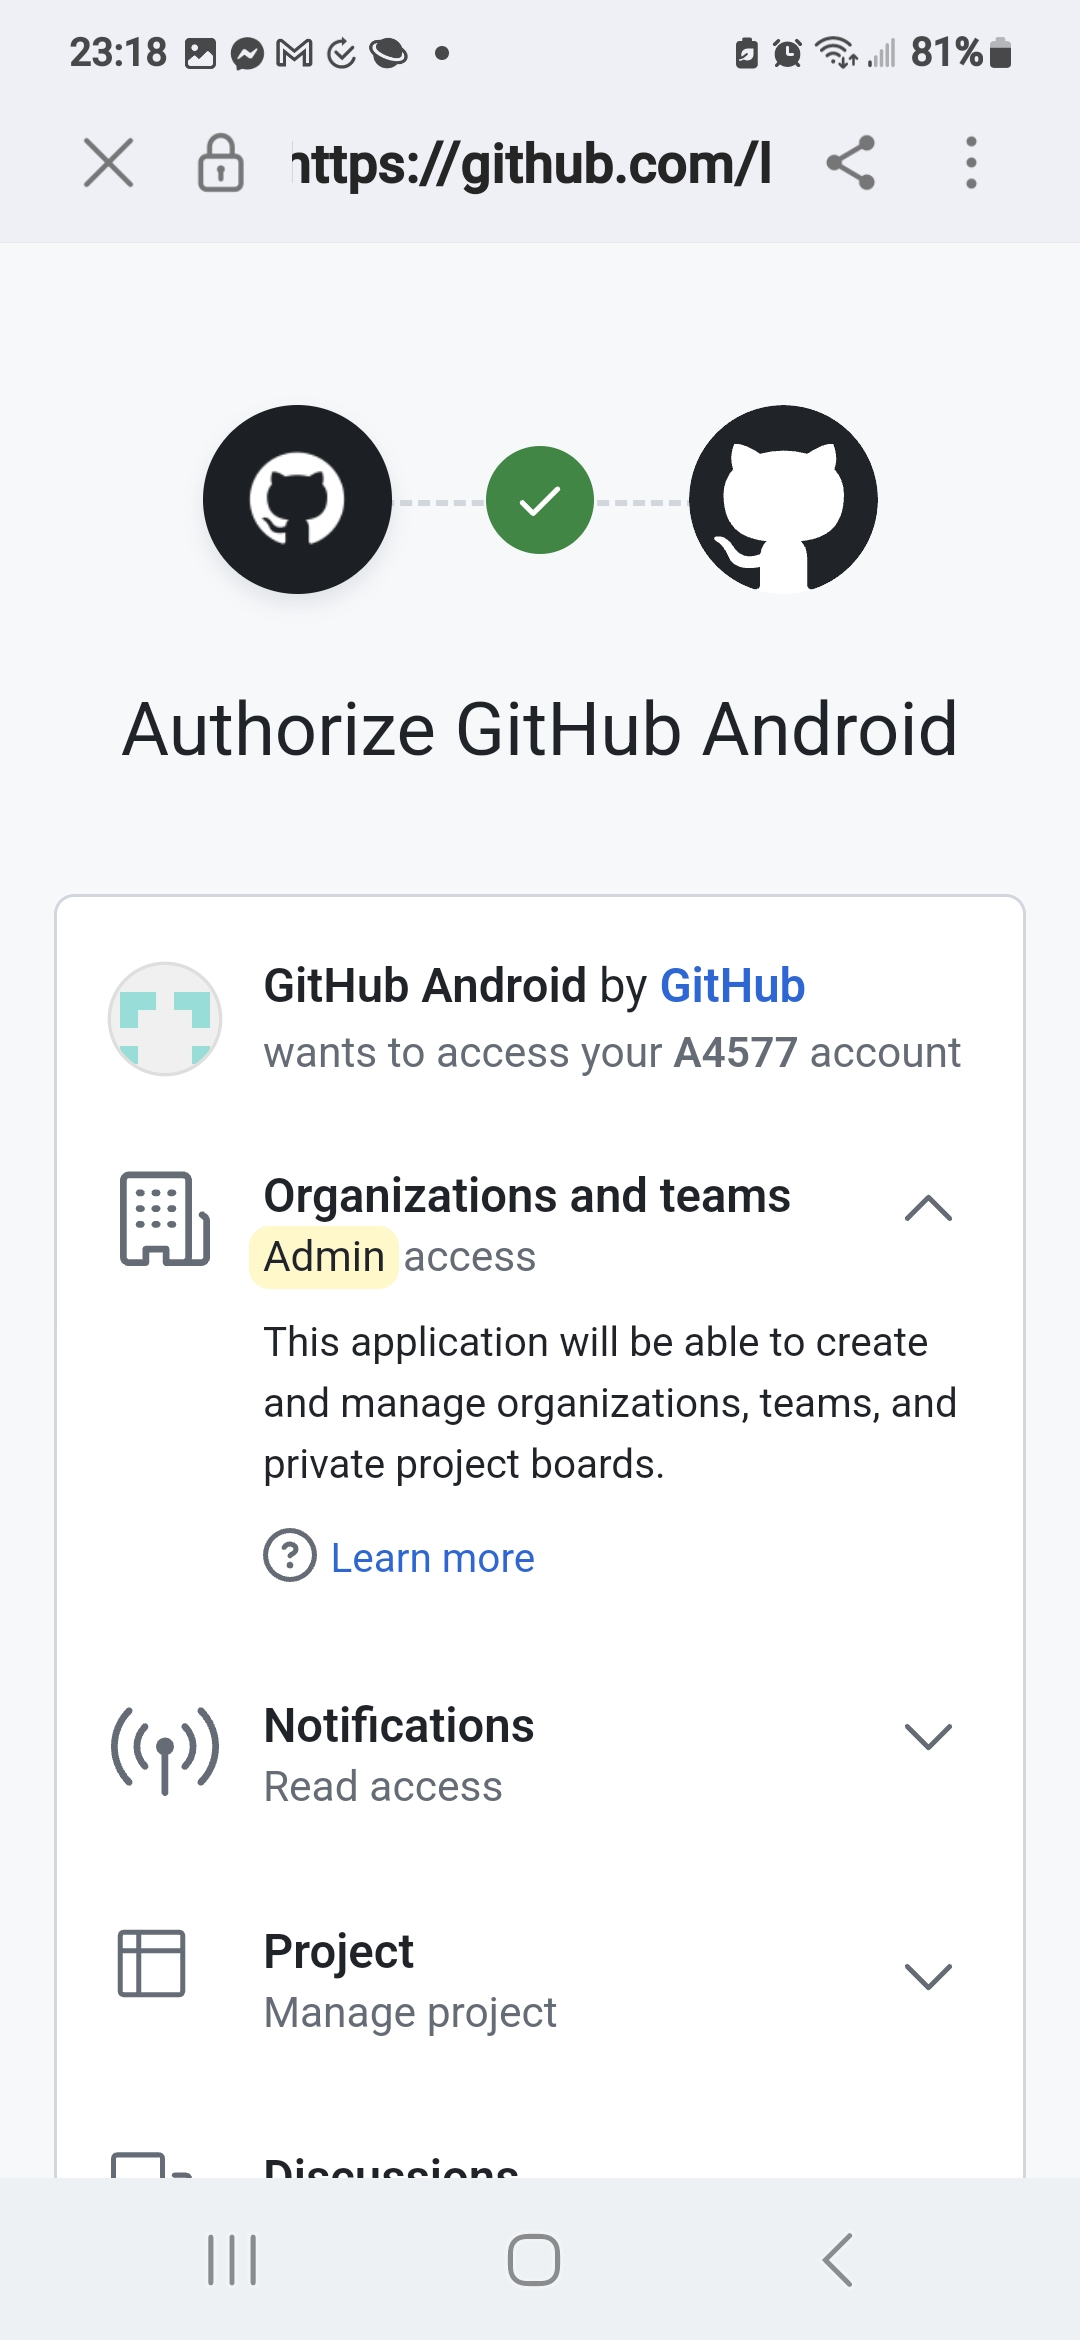 23:18
81%
https://github.com/l
Authorize GitHub Android
GitHub Android by GitHub
wants to access your A4577 account
Organizations and teams
Admin access
This application will be able to create
and manage organizations, teams, and
private project boards.
Learn more
Notifications
Read access
Project
Manage project
Discussions